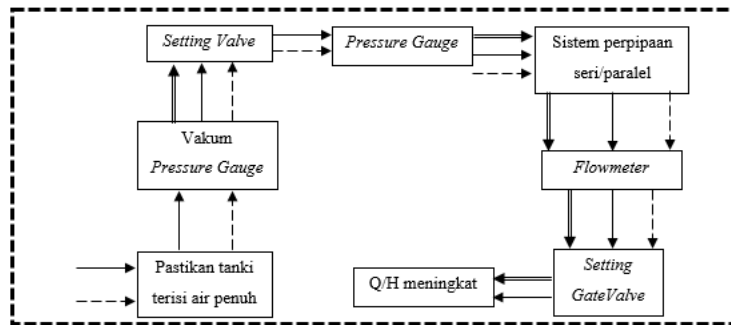 Setting Valve
Pressure Gauge
Sistem perpipaan
seri/paralel
Vakum
Pressure Gauge
Flowmeter
Pastikan tanki
terisi air penuh
Q/H meningkat
Setting
GateValve